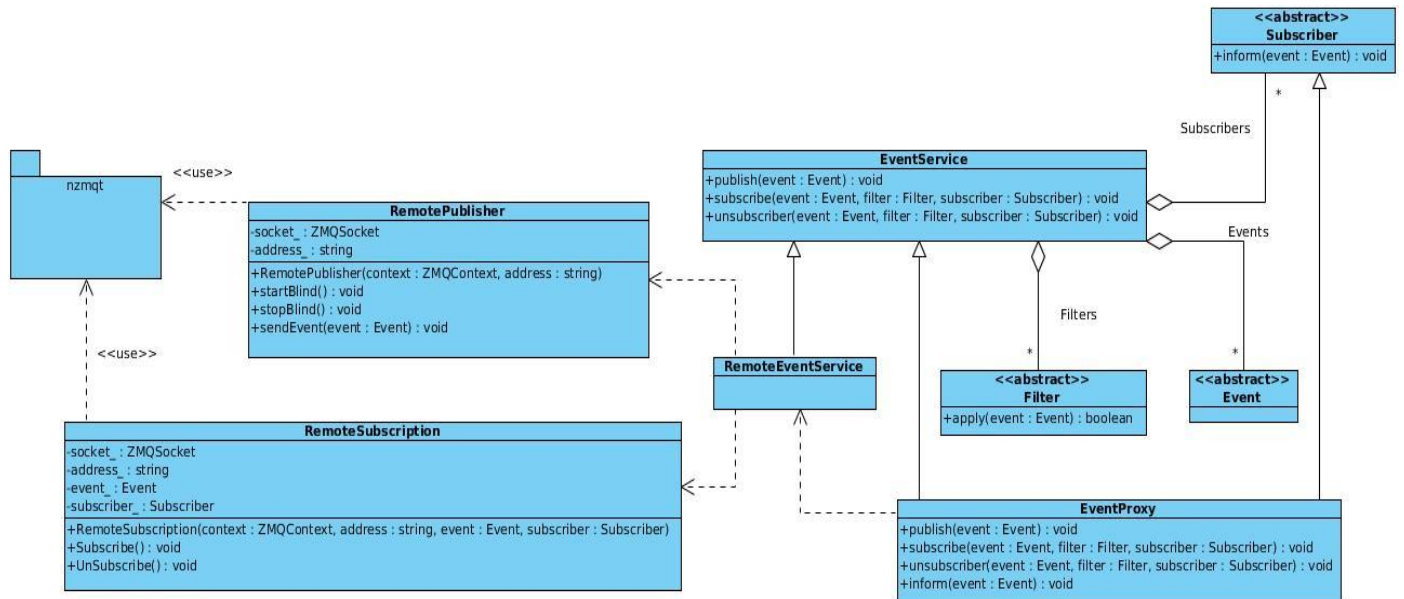 <<abstract>>
Subscriber
+inform(event : Event) : void
*
Subscribers
EventService
+publish(event : Event) : void
+subscribe(event : Event, filter : Filter, subscriber : Subscriber) : void
+unsubscriber(event : Event, filter : Filter, subscriber : Subscriber) : void
nzmqt
<<use>>
RemotePublisher
-socket_ : ZMQSocket
-address_ : string
+RemotePublisher(context : ZMQContext, address : string)
+startBlind() : void
+stopBlind() : void
+sendEvent(event : Event) : void
Events
Filters
<<use>>
*
*
RemoteEventService
<<abstract>>
Filter
+apply(event : Event) : boolean
<<abstract>>
Event
RemoteSubscription
-socket_ : ZMQSocket
-address_ : string
-event_ : Event
-subscriber_ : Subscriber
+RemoteSubscription(context : ZMQContext, address : string, event : Event, subscriber : Subscriber)
+Subscribe() : void
+UnSubscribe() : void
EventProxy
+publish(event : Event) : void
+subscribe(event : Event, filter : Filter, subscriber : Subscriber) : void
+unsubscriber(event : Event, filter : Filter, subscriber : Subscriber) : void
+inform(event : Event) : void